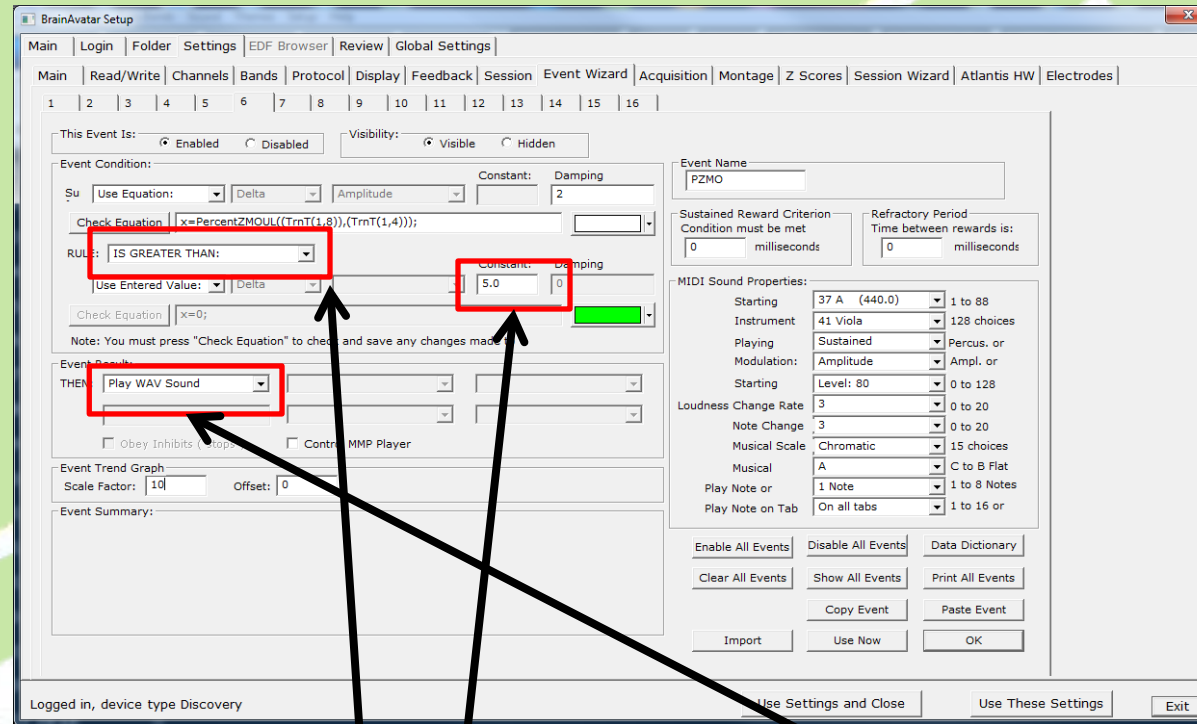 BrainAvatar Setup
Main Login Folder Settings EDF Browser Review Global Settings
Main Read/Write Channels Bands Protocol Display Feedback Session Event Wizard Acquisition Montage Z Scores Session Wizard Atlantis HW Electrodes
1 2 3 4 5 6 7 8 9 10 11 12 13 14 15 16
This Event Is: Enabled Disabled Visibility: Visible Hidden
Event Condition:
Constant: Damping
Su Use Equation: Delta Amplitude 2
Check Equation x=PercentZMOUL((TrnT(1,8)),(TrnT(1,4)));
RULE: IS GREATER THAN:
Constant: Damping
Use Entered Value: Delta 5.0 0
Check Equation x=0;
Note: You must press "Check Equation" to check and save any changes made
Event Result:
THEN: Play WAV Sound
Obey Inhibits Control MMP Player
Event Trend Graph
Scale Factor: 10 Offset: 0
Event Summary:
Event Name
PZMO
Sustained Reward Criterion
Condition must be met
0 milliseconds
Refractory Period
Time between rewards is:
0 milliseconds
MIDI Sound Properties:
Starting 37 A (440.0) 1 to 88
Instrument 41 Viola 128 choices
Playing Sustained Percus. or
Modulation: Amplitude Ampl. or
Starting Level: 80 0 to 128
Loudness Change Rate 3 0 to 20
Note Change 3 0 to 20
Musical Scale Chromatic 15 choices
Musical A C to B Flat
Play Note or 1 Note 1 to 8 Notes
Play Note on Tab On all tabs 1 to 16 or
Enable All Events Disable All Events Data Dictionary
Clear All Events Show All Events Print All Events
Copy Event Paste Event
Import Use Now OK
Logged in, device type Discovery Use Settings and Close Use These Settings Exit